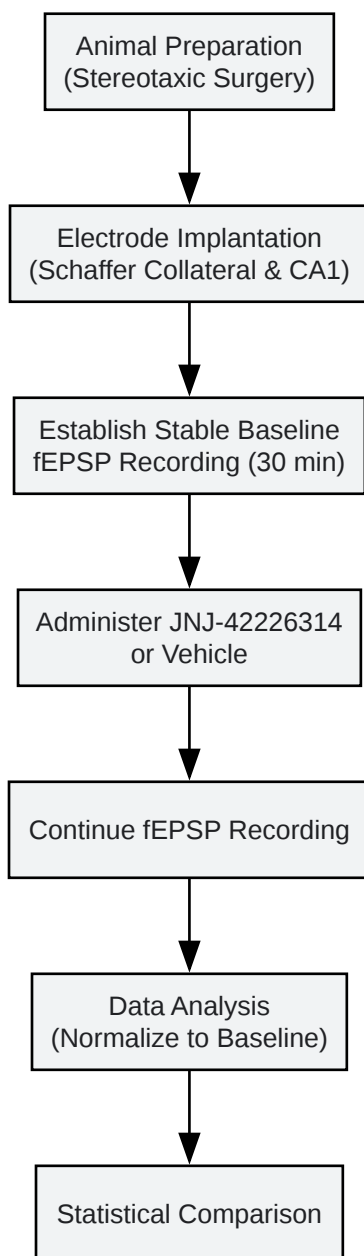 Animal Preparation
(Stereotaxic Surgery)
Electrode Implantation
(Schaffer Collateral & CA1)
Establish Stable Baseline
fEPSP Recording (30 min)
Administer JNJ-42226314
or Vehicle
Continue fEPSP Recording
Data Analysis
(Normalize to Baseline)
Statistical Comparison